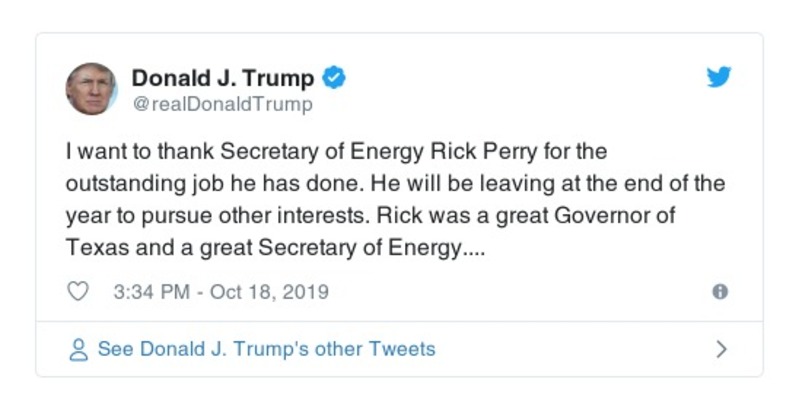 Donald J. Trump
@realDonaldTrump
I want to thank Secretary of Energy Rick Perry for the
outstanding job he has done. He will be leaving at the end of the
year to pursue other interests. Rick was a great Governor of
Texas and a great Secretary of Energy....
3:34 PM - Oct 18, 2019
See Donald J. Trump's other Tweets